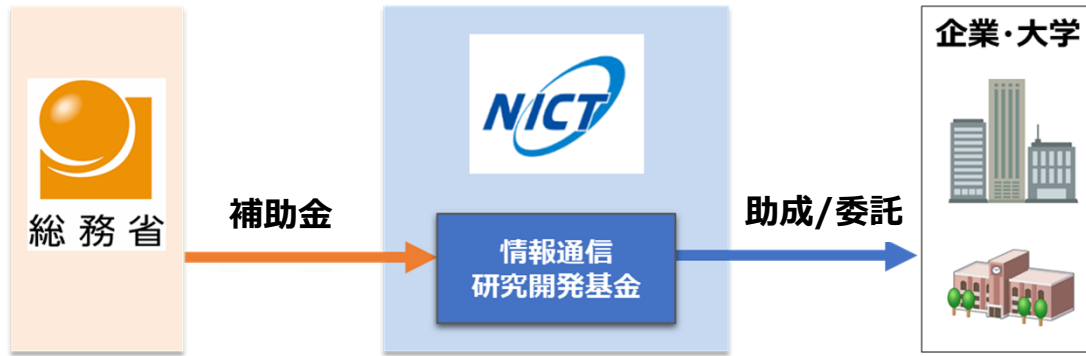 総務省
補助金
NICT
情報通信
研究開発基金
助成/委託
企業・大学